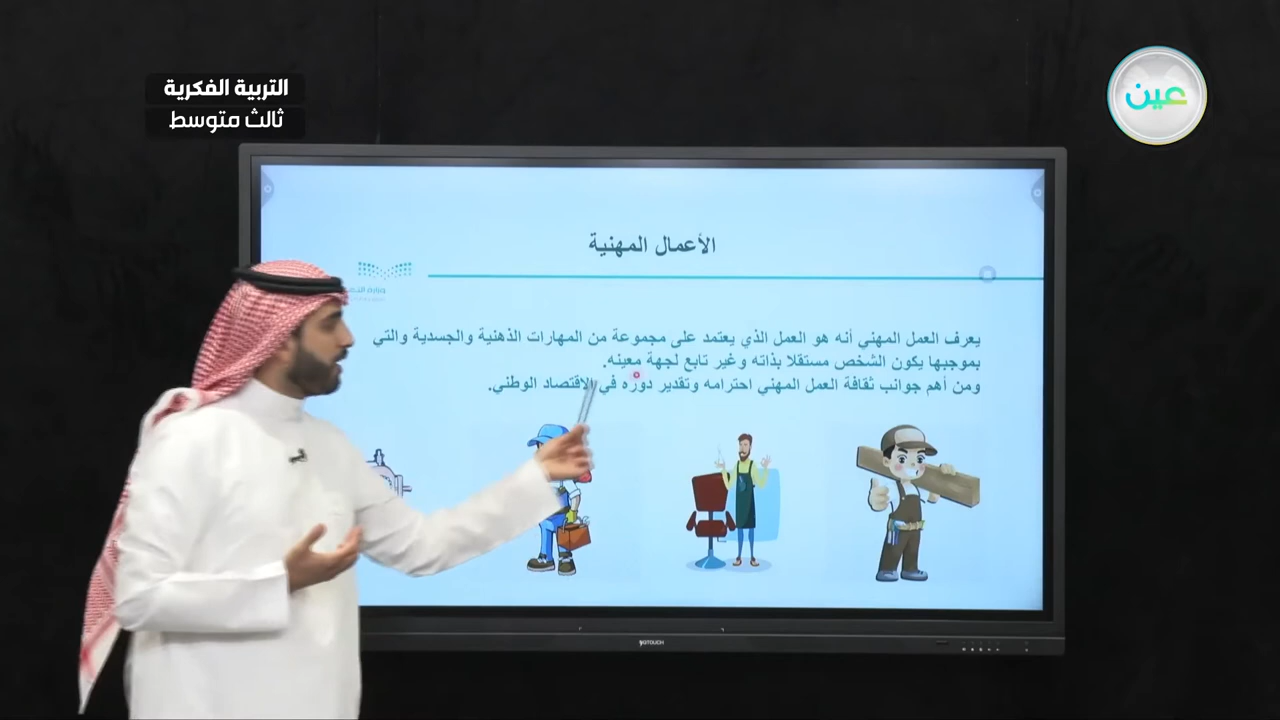 التربية الفكرية
ثالث متوسط
عين
الأعمال المهنية
يعرف العمل المهني أنه هو العمل الذي يعتمد على مجموعة من المهارات الذهنية والجسدية والتي
بموجبها يكون الشخص مستقلا بذاته وغير تابع لجهة معينه.
ومن أهم جوانب ثقافة العمل المهني احترامه وتقدير دوره في الاقتصاد الوطني.
وزارة